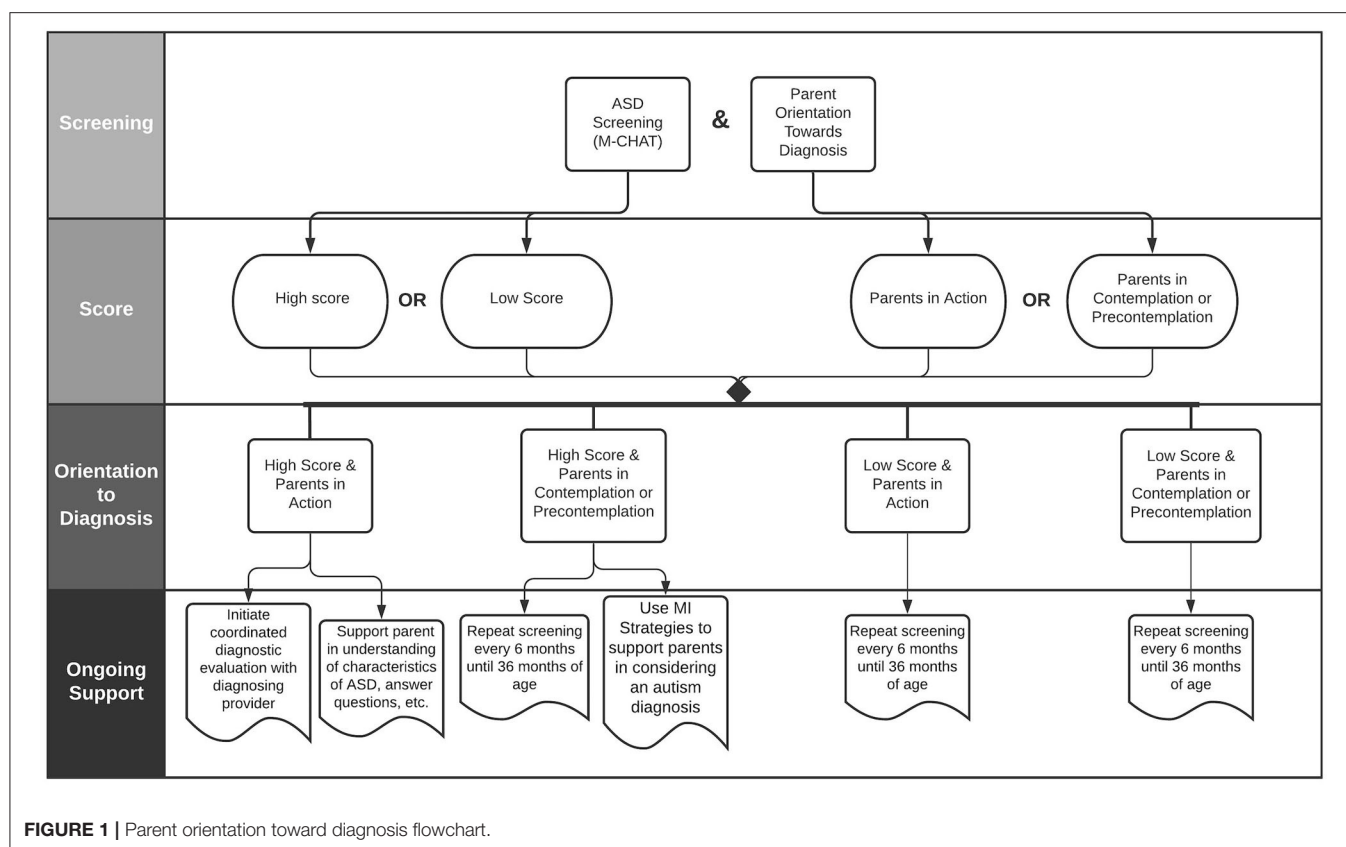 Screening
ASD
Screening
(M-CHAT)
&
Parent
Orientation
Towards
Diagnosis
Score
High score
OR
Low Score
Parents in Action
OR
Parents in
Contemplation or
Precontemplation
Orientation
to
Diagnosis
High Score &
Parents in
Action
High Score &
Parents in
Contemplation or
Precontemplation
Low Score &
Parents in
Action
Low Score &
Parents in
Contemplation or
Precontemplation
Ongoing
Support
Initiate
coordinated
diagnostic
evaluation with
diagnosing
provider
Support parent
in understanding
of characteristics
of ASD, answer
questions, etc.
Repeat screening
every 6 months
until 36 months of
age
Use MI
Strategies to
support parents
in considering
an autism
diagnosis
Repeat screening
every 6 months
until 36 months
of age
Repeat screening
every 6 months
until 36 months
of age
FIGURE 1 | Parent orientation toward diagnosis flowchart.